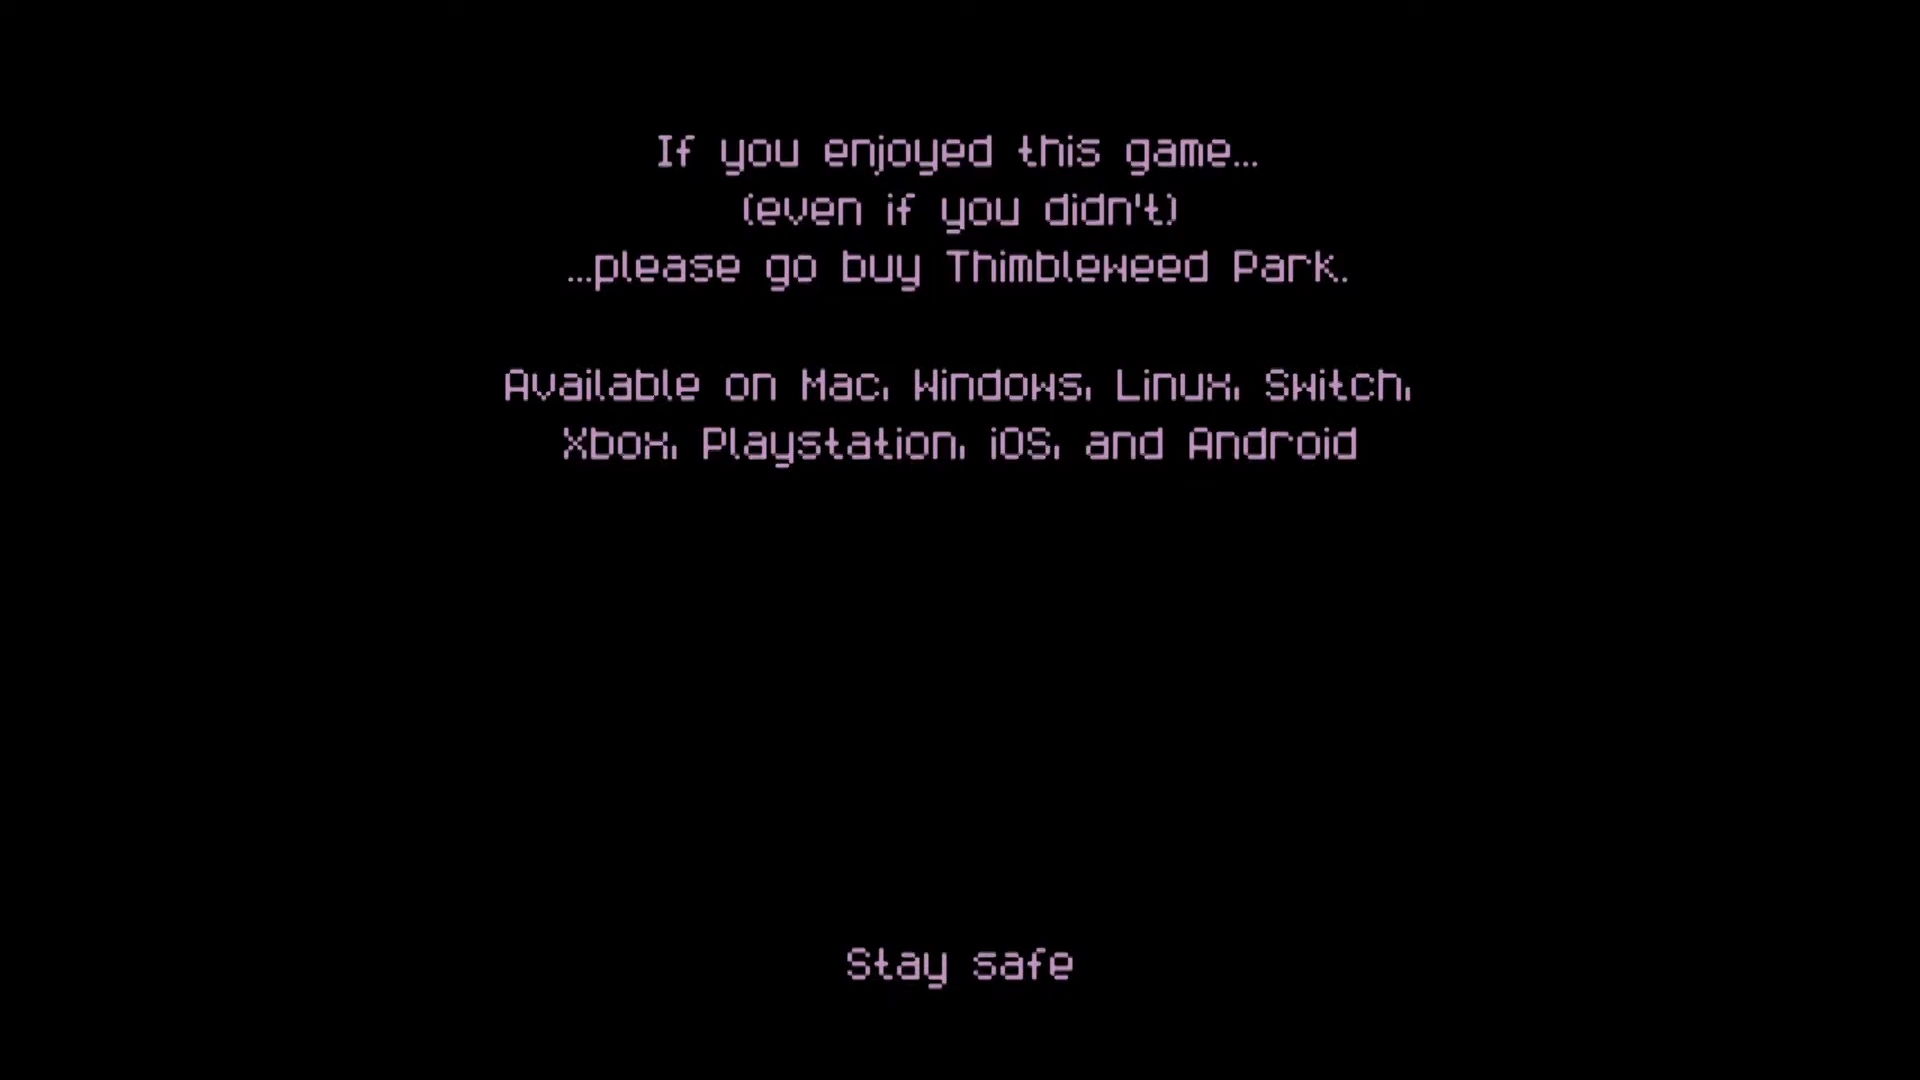 If you enjoyed this game...
(even if you didn't)
...please go buy Thimbleweed Park.
Available on Mac, Windows, Linux, Switch,
Xbox, Playstation, iOS, and Android
Stay safe